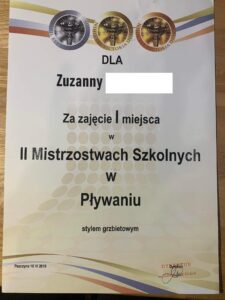 DLA
Zuzanny
Za zajęcie I miejsca
w
II Mistrzostwach Szkolnych
w
Pływaniu
stylem grzbietowym